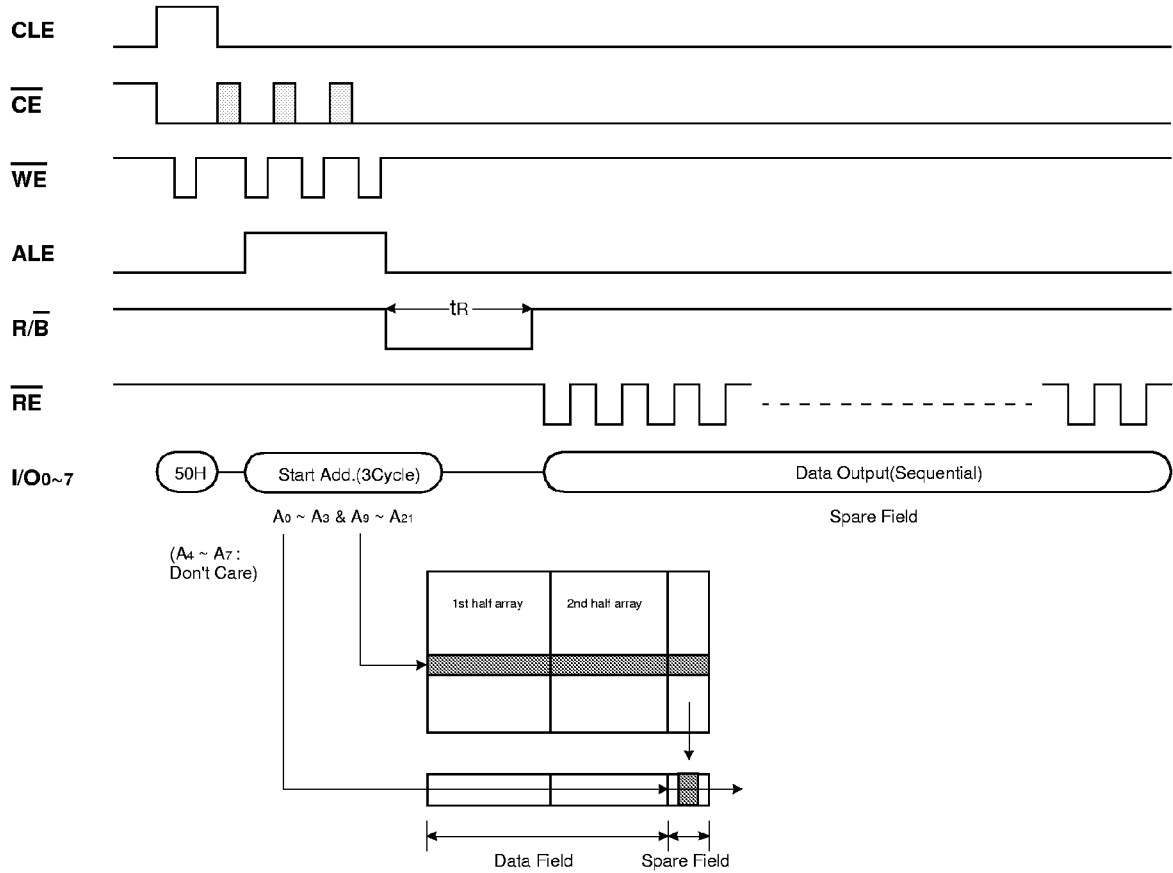 CLE
CE
WE
ALE
R/B
tR
RE
I/O0~7
50H
Start Add.(3Cycle)
Data Output(Sequential)
A0 ~ A3 & A9 ~ A21
Spare Field
(A4 ~ A7 :
Don't Care)
1st half array
2nd half array
Data Field
Spare Field